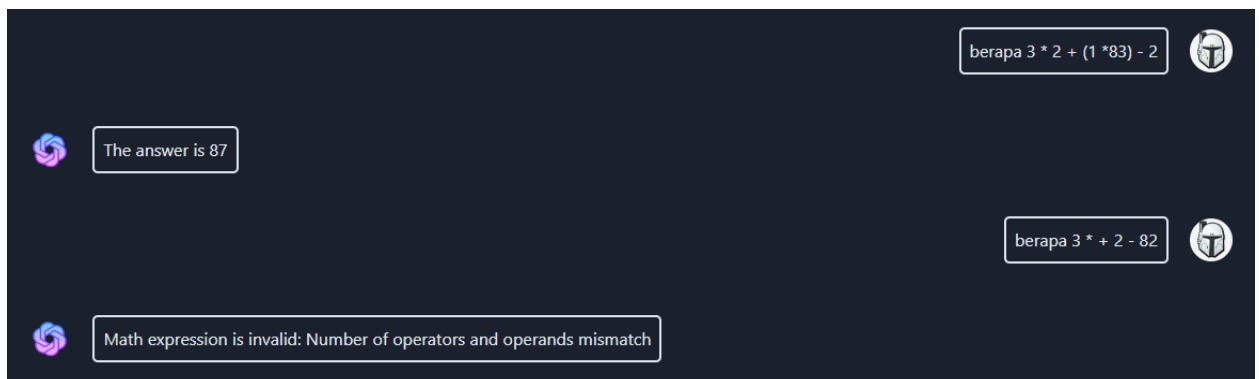 berapa 3 * 2 + (1 *83) - 2
The answer is 87
berapa 3 * + 2 - 82
Math expression is invalid: Number of operators and operands mismatch